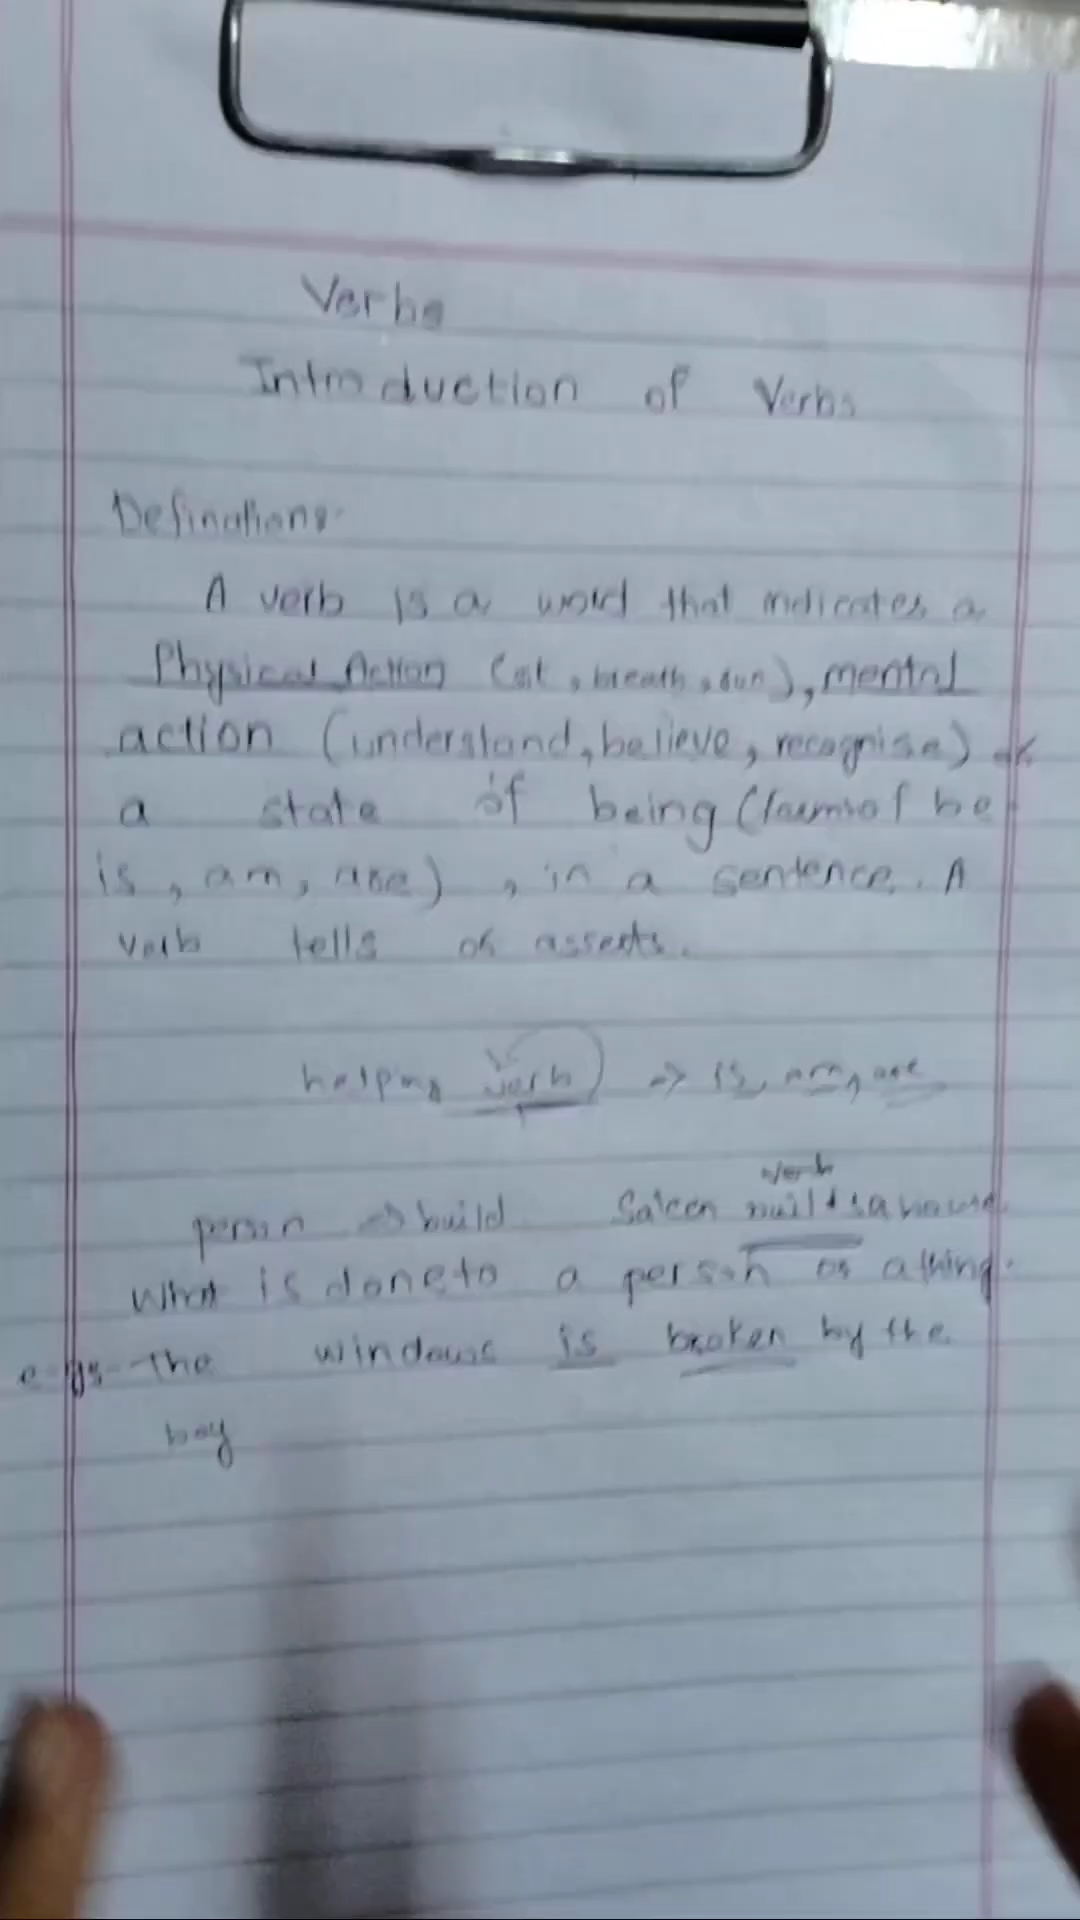 Verbs
Introduction of Verbs
Definations:-
A verb is a word that indicates a
Physical Action (sit, breath, run), mental
action (understand, believe, recognise) or
a state of being (forms of be
is, am, are), in a sentence. A
verb tells or asserts.
helping verb → is, am, are
verb
person → build Saleen builds a house
What is done to a person or a thing.
e.g:- The windows is broken by the
boy